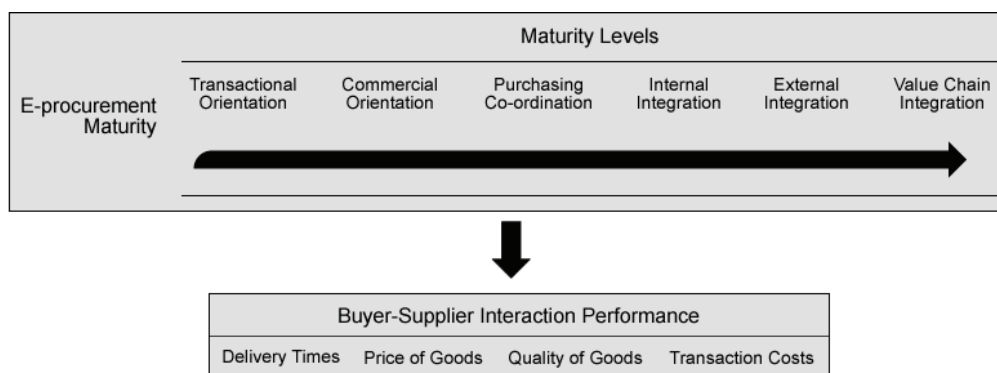 Maturity Levels
E-procurement
Maturity
Transactional
Orientation
Commercial
Orientation
Purchasing
Co-ordination
Internal
Integration
External
Integration
Value Chain
Integration
Buyer-Supplier Interaction Performance
Delivery Times Price of Goods Quality of Goods Transaction Costs